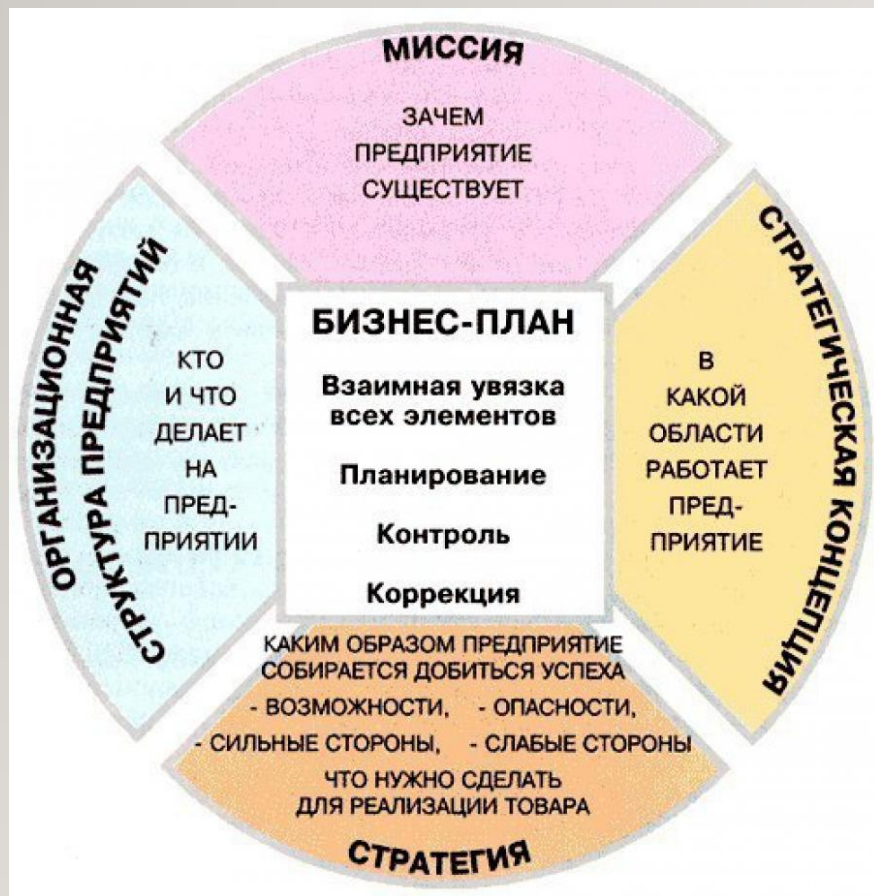 МИССИЯ
ЗАЧЕМ
ПРЕДПРИЯТИЕ
СУЩЕСТВУЕТ
ОРГАНИЗАЦИОННАЯ
СТРУКТУРА ПРЕДПРИЯТИЙ
КТО
И ЧТО
ДЕЛАЕТ
НА
ПРЕД-
ПРИЯТИИ
БИЗНЕС-ПЛАН
Взаимная увязка
всех элементов
Планирование
Контроль
Коррекция
СТРАТЕГИЧЕСКАЯ КОНЦЕПЦИЯ
В
КАКОЙ
ОБЛАСТИ
РАБОТАЕТ
ПРЕД-
ПРИЯТИЕ
КАКИМ ОБРАЗОМ ПРЕДПРИЯТИЕ
СОБИРАЕТСЯ ДОБИТЬСЯ УСПЕХА
- ВОЗМОЖНОСТИ, - ОПАСНОСТИ,
- СИЛЬНЫЕ СТОРОНЫ, - СЛАБЫЕ СТОРОНЫ
ЧТО НУЖНО СДЕЛАТЬ
ДЛЯ РЕАЛИЗАЦИИ ТОВАРА
СТРАТЕГИЯ